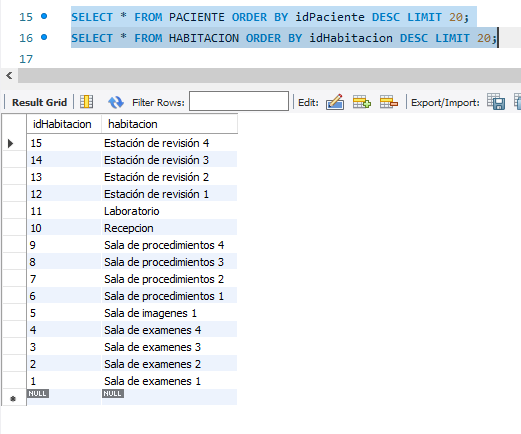 15 SELECT * FROM PACIENTE ORDER BY idPaciente DESC LIMIT 20;
16 SELECT * FROM HABITACION ORDER BY idHabitacion DESC LIMIT 20;
17
Result Grid Filter Rows: Edit: Export/Import:
idHabitacion habitacion
15 Estación de revisión 4
14 Estación de revisión 3
13 Estación de revisión 2
12 Estación de revisión 1
11 Laboratorio
10 Recepcion
9 Sala de procedimientos 4
8 Sala de procedimientos 3
7 Sala de procedimientos 2
6 Sala de procedimientos 1
5 Sala de imagenes 1
4 Sala de examenes 4
3 Sala de examenes 3
2 Sala de examenes 2
1 Sala de examenes 1
NULL NULL